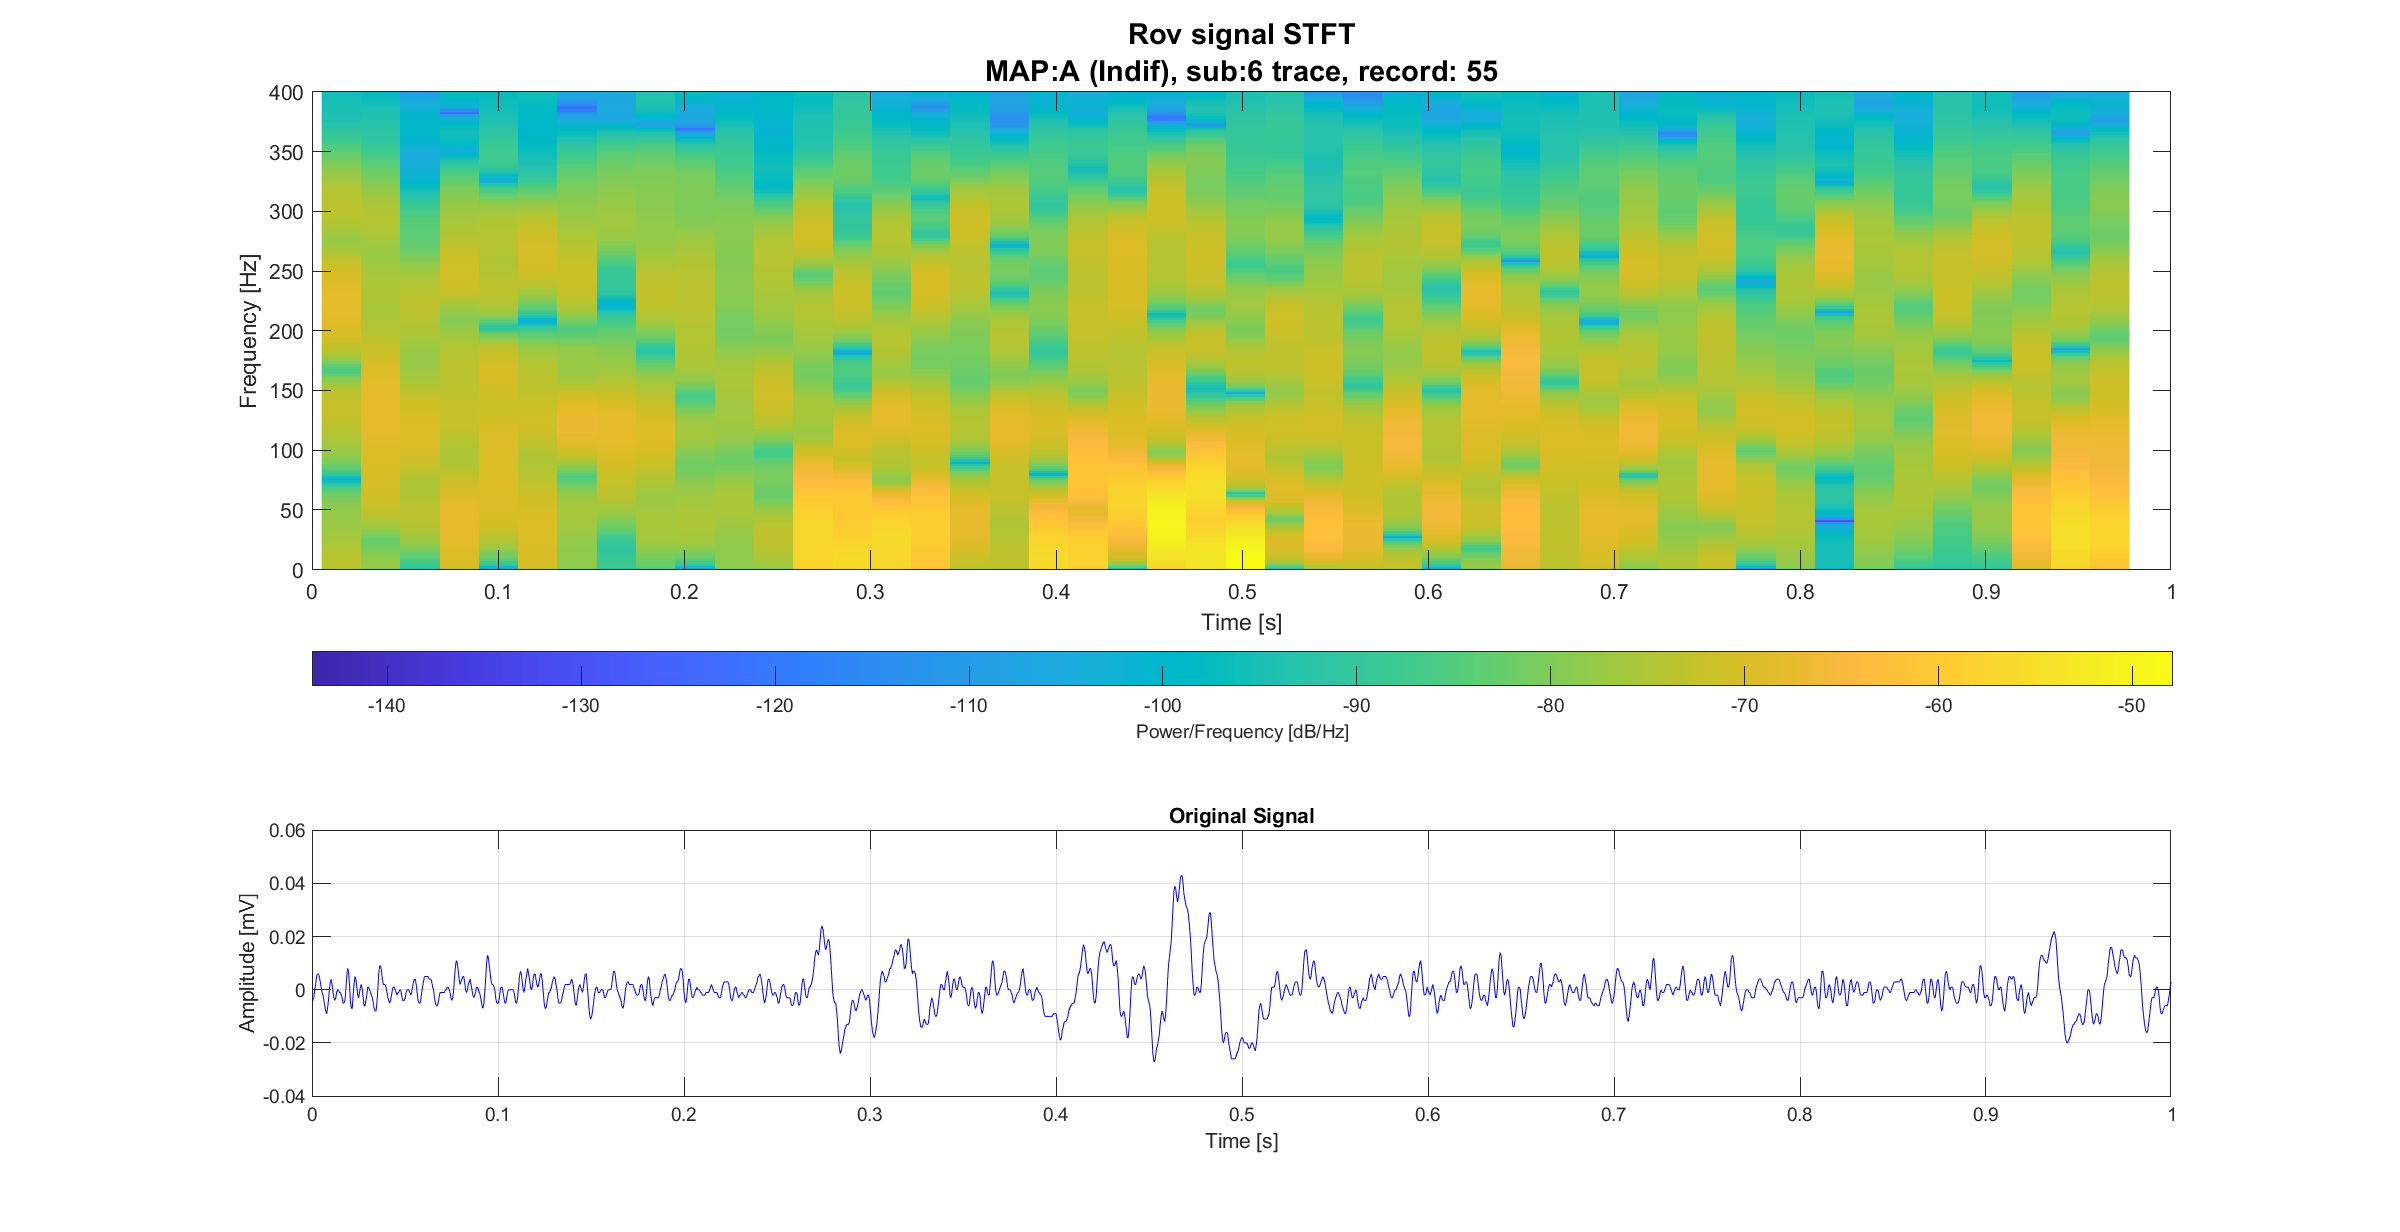 Rov signal STFT
MAP:A (Indif), sub:6 trace, record: 55
400
350
300
250
200
150
100
50
0
Frequency [Hz]
0 0.1 0.2 0.3 0.4 0.5 0.6 0.7 0.8 0.9 1
Time [s]
-140 -130 -120 -110 -100 -90 -80 -70 -60 -50
Power/Frequency [dB/Hz]
Original Signal
0.06
0.04
0.02
0
-0.02
-0.04
Amplitude [mV]
0 0.1 0.2 0.3 0.4 0.5 0.6 0.7 0.8 0.9 1
Time [s]